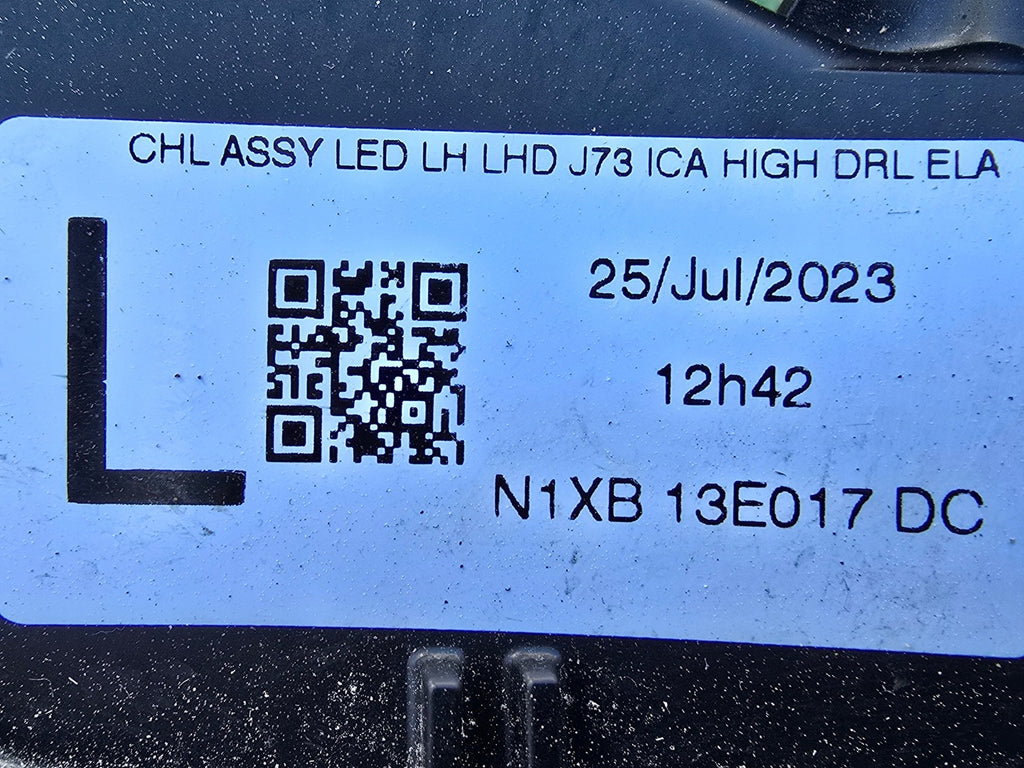 CHL ASSY LED LH LHD J73 ICA HIGH DRL ELA
L
25/Jul/2023
12h42
N1XB 13E017 DC